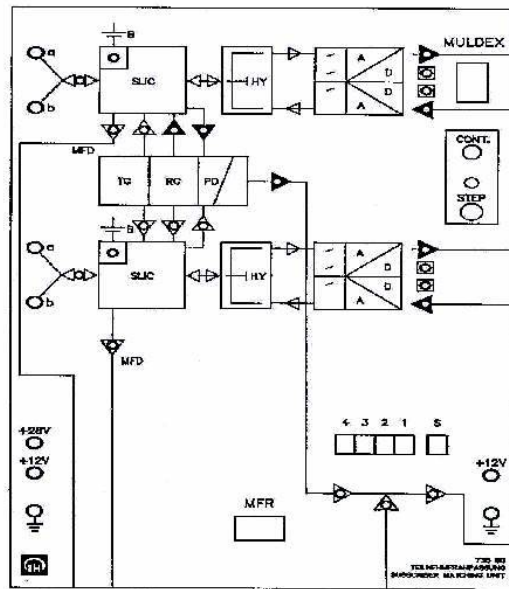 B
a
SLIC
HY
A
D
D
A
MULDEX
b
MFD
CONT.
TG
RG
PD
STEP
B
a
SLIC
HY
A
D
D
A
b
MFD
4 3 2 1 S
+28V
+12V
+12V
MFR
TEILNEHMERANPASSUNG
SUBSCRIBER MATCHING UNIT